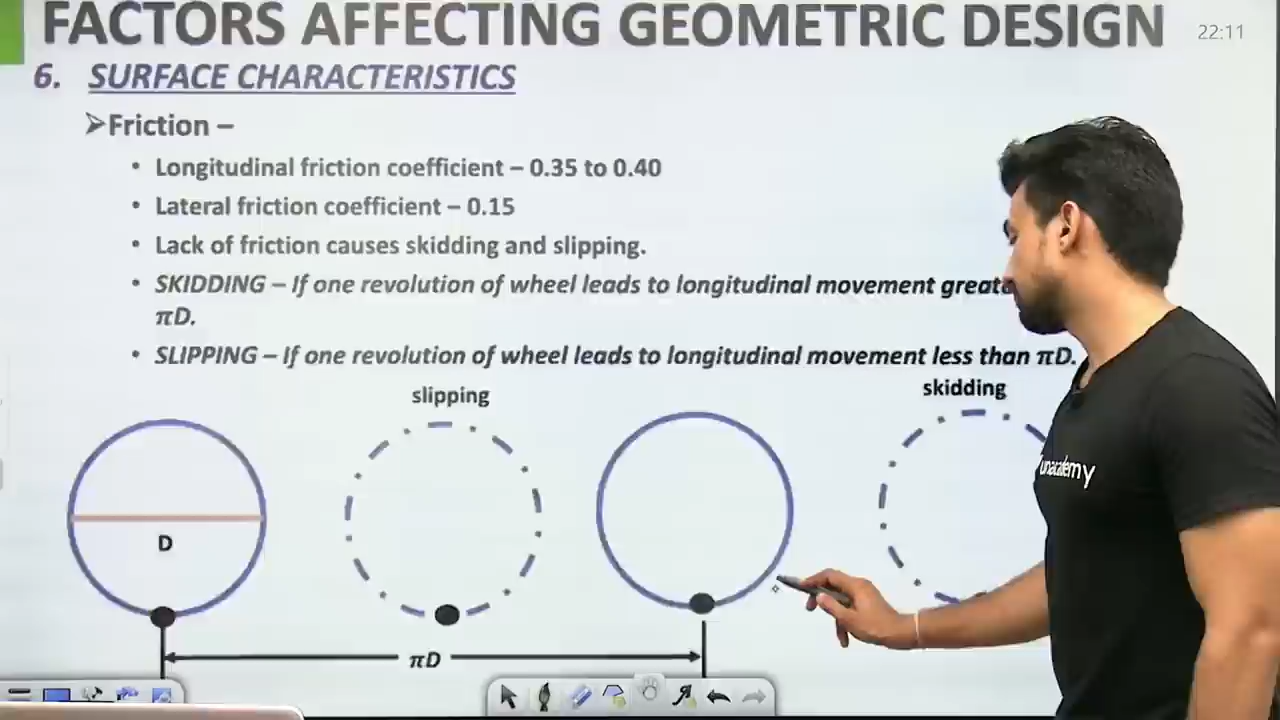 FACTORS AFFECTING GEOMETRIC DESIGN
22:11
6. SURFACE CHARACTERISTICS
➢Friction –
• Longitudinal friction coefficient – 0.35 to 0.40
• Lateral friction coefficient – 0.15
• Lack of friction causes skidding and slipping.
• SKIDDING – If one revolution of wheel leads to longitudinal movement
πD.
• SLIPPING – If one revolution of wheel leads to longitudinal movement less than πD.
slipping
skidding
D
πD
unacademy